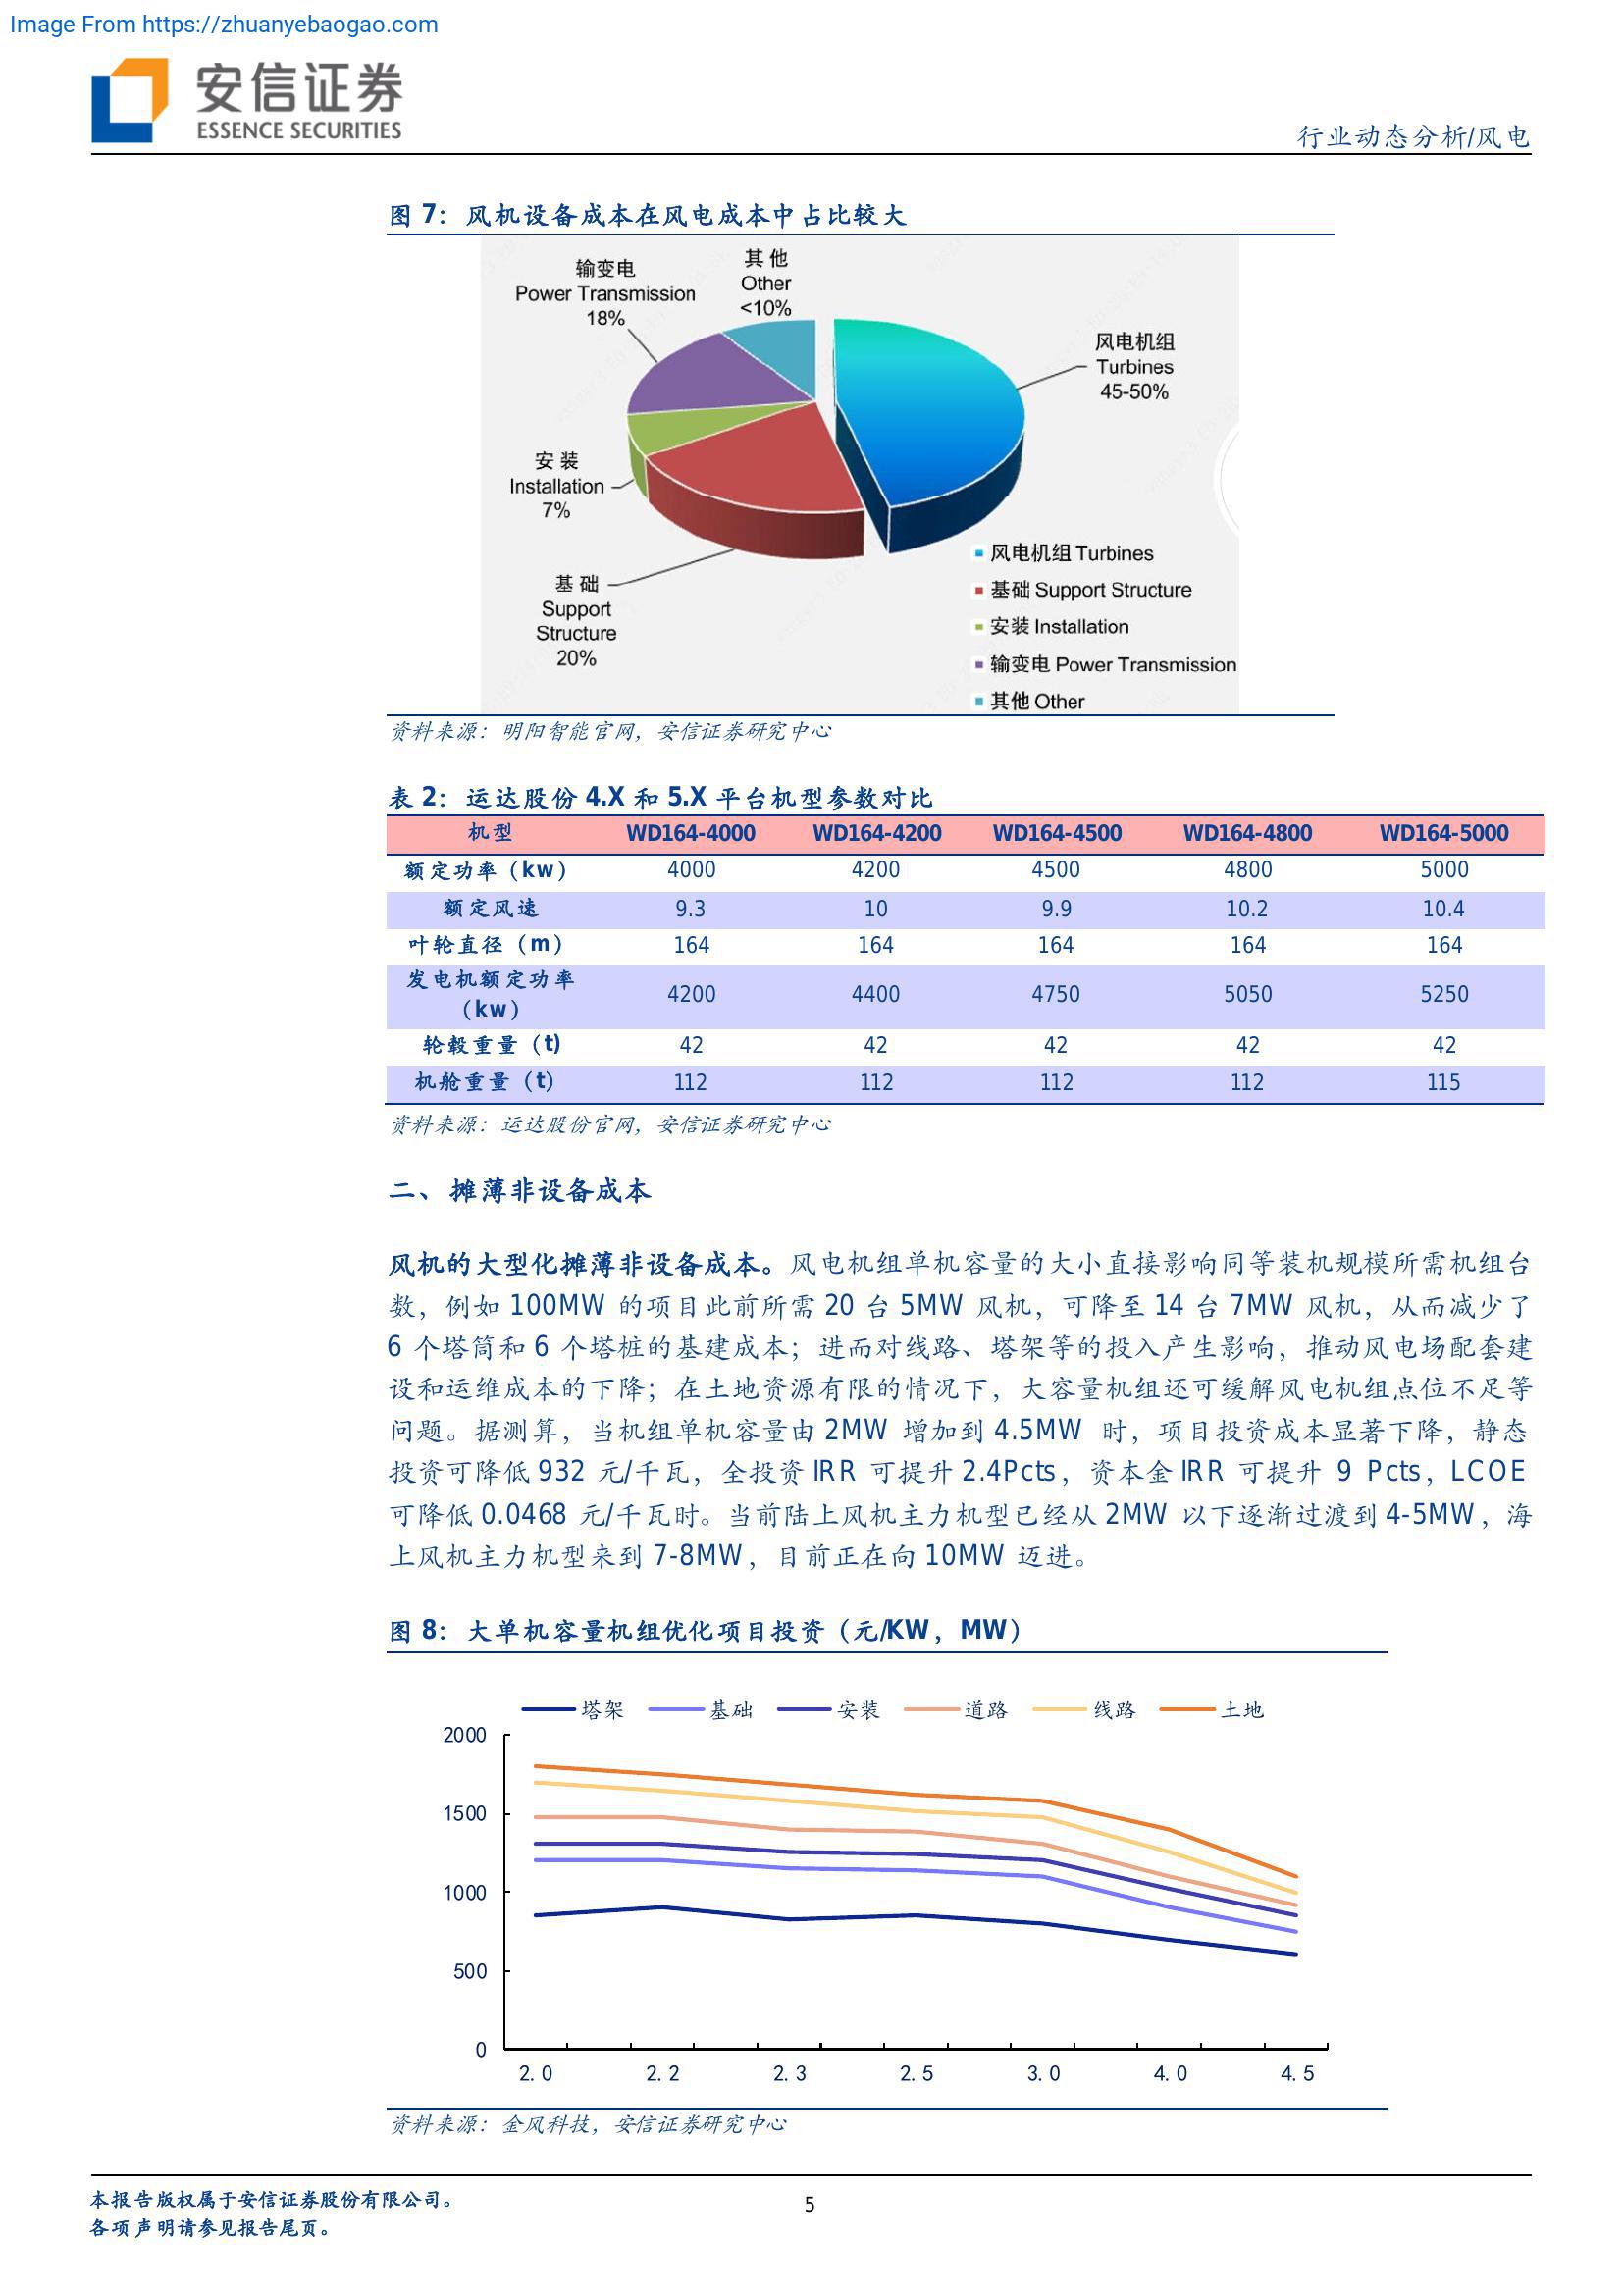 Image From https://zhuanyebaogao.com
安信证券
ESSENCE SECURITIES
行业动态分析/风电
图 7：风机设备成本在风电成本中占比较大
输变电
Power Transmission
18%
其 他
Other
<10%
风电机组
Turbines
45-50%
安 装
Installation
7%
基 础
Support
Structure
20%
风电机组 Turbines
基础 Support Structure
安装 Installation
输变电 Power Transmission
其他 Other
资料来源：明阳智能官网，安信证券研究中心
表 2：运达股份 4.X 和 5.X 平台机型参数对比
机型 WD164-4000 WD164-4200 WD164-4500 WD164-4800 WD164-5000
额定功率（kw） 4000 4200 4500 4800 5000
额定风速 9.3 10 9.9 10.2 10.4
叶轮直径（m） 164 164 164 164 164
发电机额定功率
（kw） 4200 4400 4750 5050 5250
轮毂重量（t） 42 42 42 42 42
机舱重量（t） 112 112 112 112 115
资料来源：运达股份官网，安信证券研究中心
二、摊薄非设备成本
风机的大型化摊薄非设备成本。风电机组单机容量的大小直接影响同等装机规模所需机组台
数，例如 100MW 的项目此前所需 20 台 5MW 风机，可降至 14 台 7MW 风机，从而减少了
6 个塔筒和 6 个塔桩的基建成本；进而对线路、塔架等的投入产生影响，推动风电场配套建
设和运维成本的下降；在土地资源有限的情况下，大容量机组还可缓解风电机组点位不足等
问题。据测算，当机组单机容量由 2MW 增加到 4.5MW 时，项目投资成本显著下降，静态
投资可降低 932 元/千瓦，全投资 IRR 可提升 2.4Pcts，资本金 IRR 可提升 9 Pcts，LCOE
可降低 0.0468 元/千瓦时。当前陆上风机主力机型已经从 2MW 以下逐渐过渡到 4-5MW，海
上风机主力机型来到 7-8MW，目前正在向 10MW 迈进。
图 8：大单机容量机组优化项目投资（元/KW，MW）
塔架 基础 安装 道路 线路 土地
2000
1500
1000
500
0
2.0 2.2 2.3 2.5 3.0 4.0 4.5
资料来源：金风科技，安信证券研究中心
本报告版权属于安信证券股份有限公司。
各项声明请参见报告尾页。
5